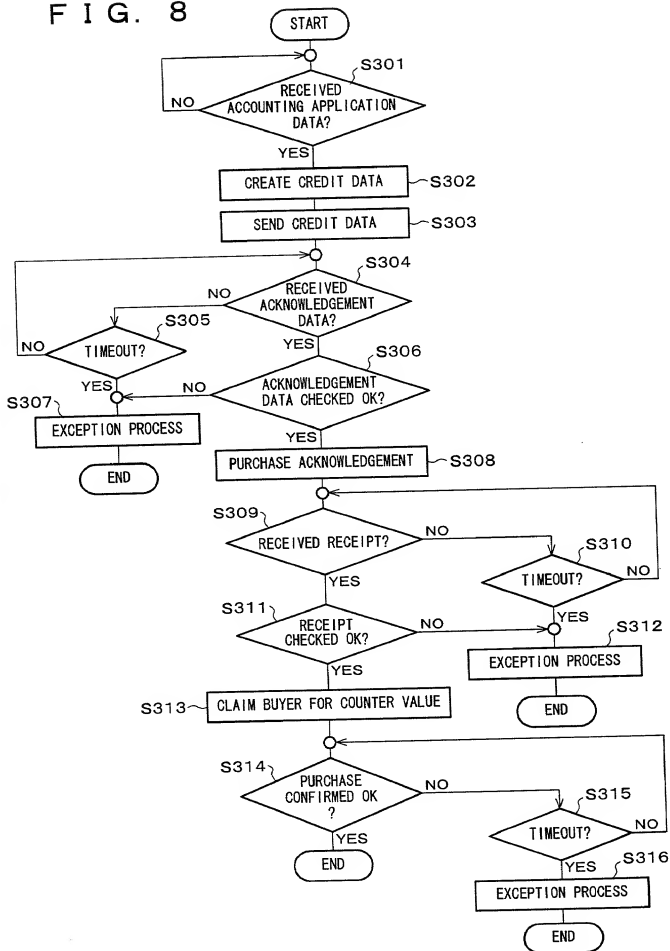 FIG. 8
START
S301
RECEIVED
ACCOUNTING APPLICATION
DATA?
NO
YES
CREATE CREDIT DATA
S302
SEND CREDIT DATA
S303
S304
RECEIVED
ACKNOWLEDGEMENT
DATA?
NO
YES
S305
TIMEOUT?
NO
YES
S306
ACKNOWLEDGEMENT
DATA CHECKED OK?
NO
YES
S307
EXCEPTION PROCESS
END
PURCHASE ACKNOWLEDGEMENT
S308
S309
RECEIVED RECEIPT?
NO
YES
S310
TIMEOUT?
NO
YES
S311
RECEIPT
CHECKED OK?
NO
YES
S312
EXCEPTION PROCESS
END
S313
CLAIM BUYER FOR COUNTER VALUE
S314
PURCHASE
CONFIRMED OK
?
NO
YES
END
S315
TIMEOUT?
NO
YES
S316
EXCEPTION PROCESS
END